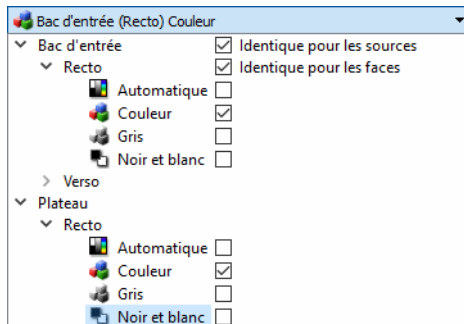 Bac d'entrée (Recto) Couleur
Bac d'entrée Identique pour les sources
Recto Identique pour les faces
Automatique
Couleur
Gris
Noir et blanc
Verso
Plateau
Recto
Automatique
Couleur
Gris
Noir et blanc